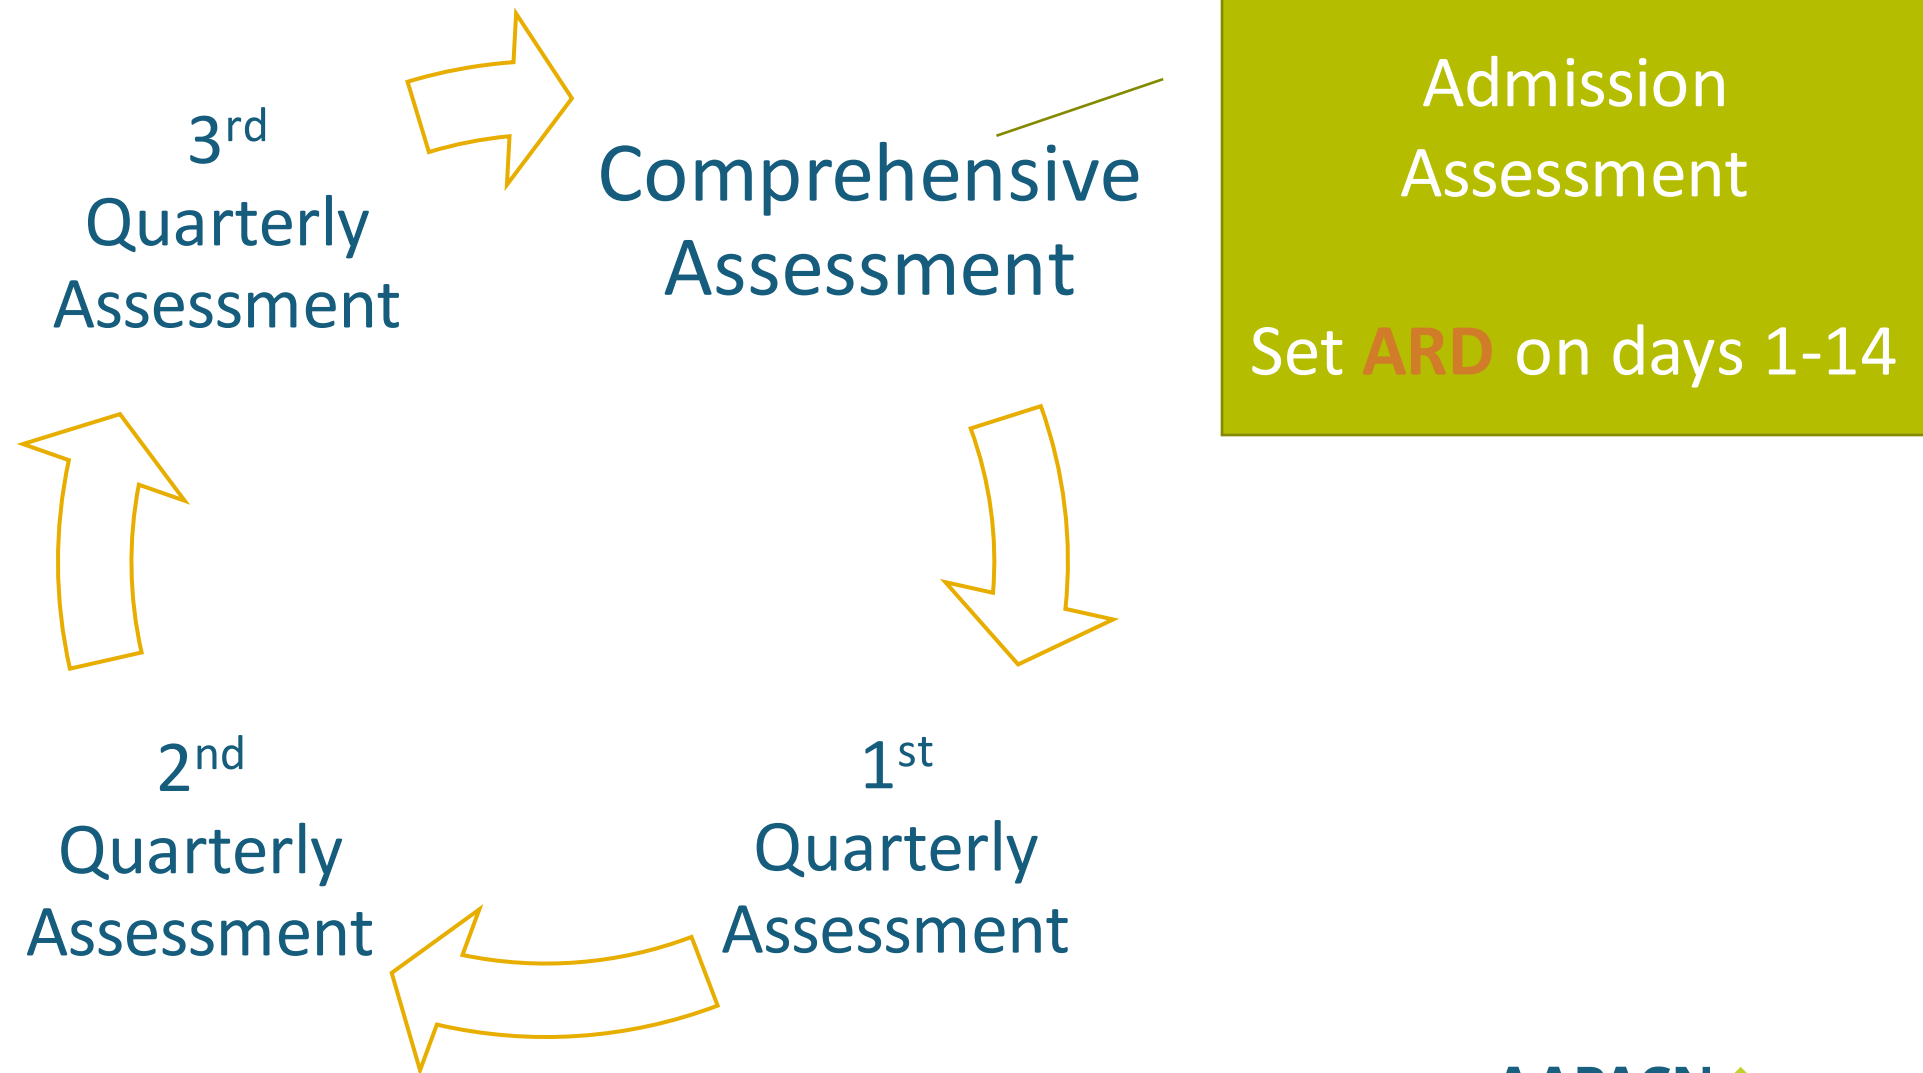 3rd
Quarterly
Assessment
Comprehensive
Assessment
Admission
Assessment
Set ARD on days 1-14
2nd
Quarterly
Assessment
1st
Quarterly
Assessment
AAPACN